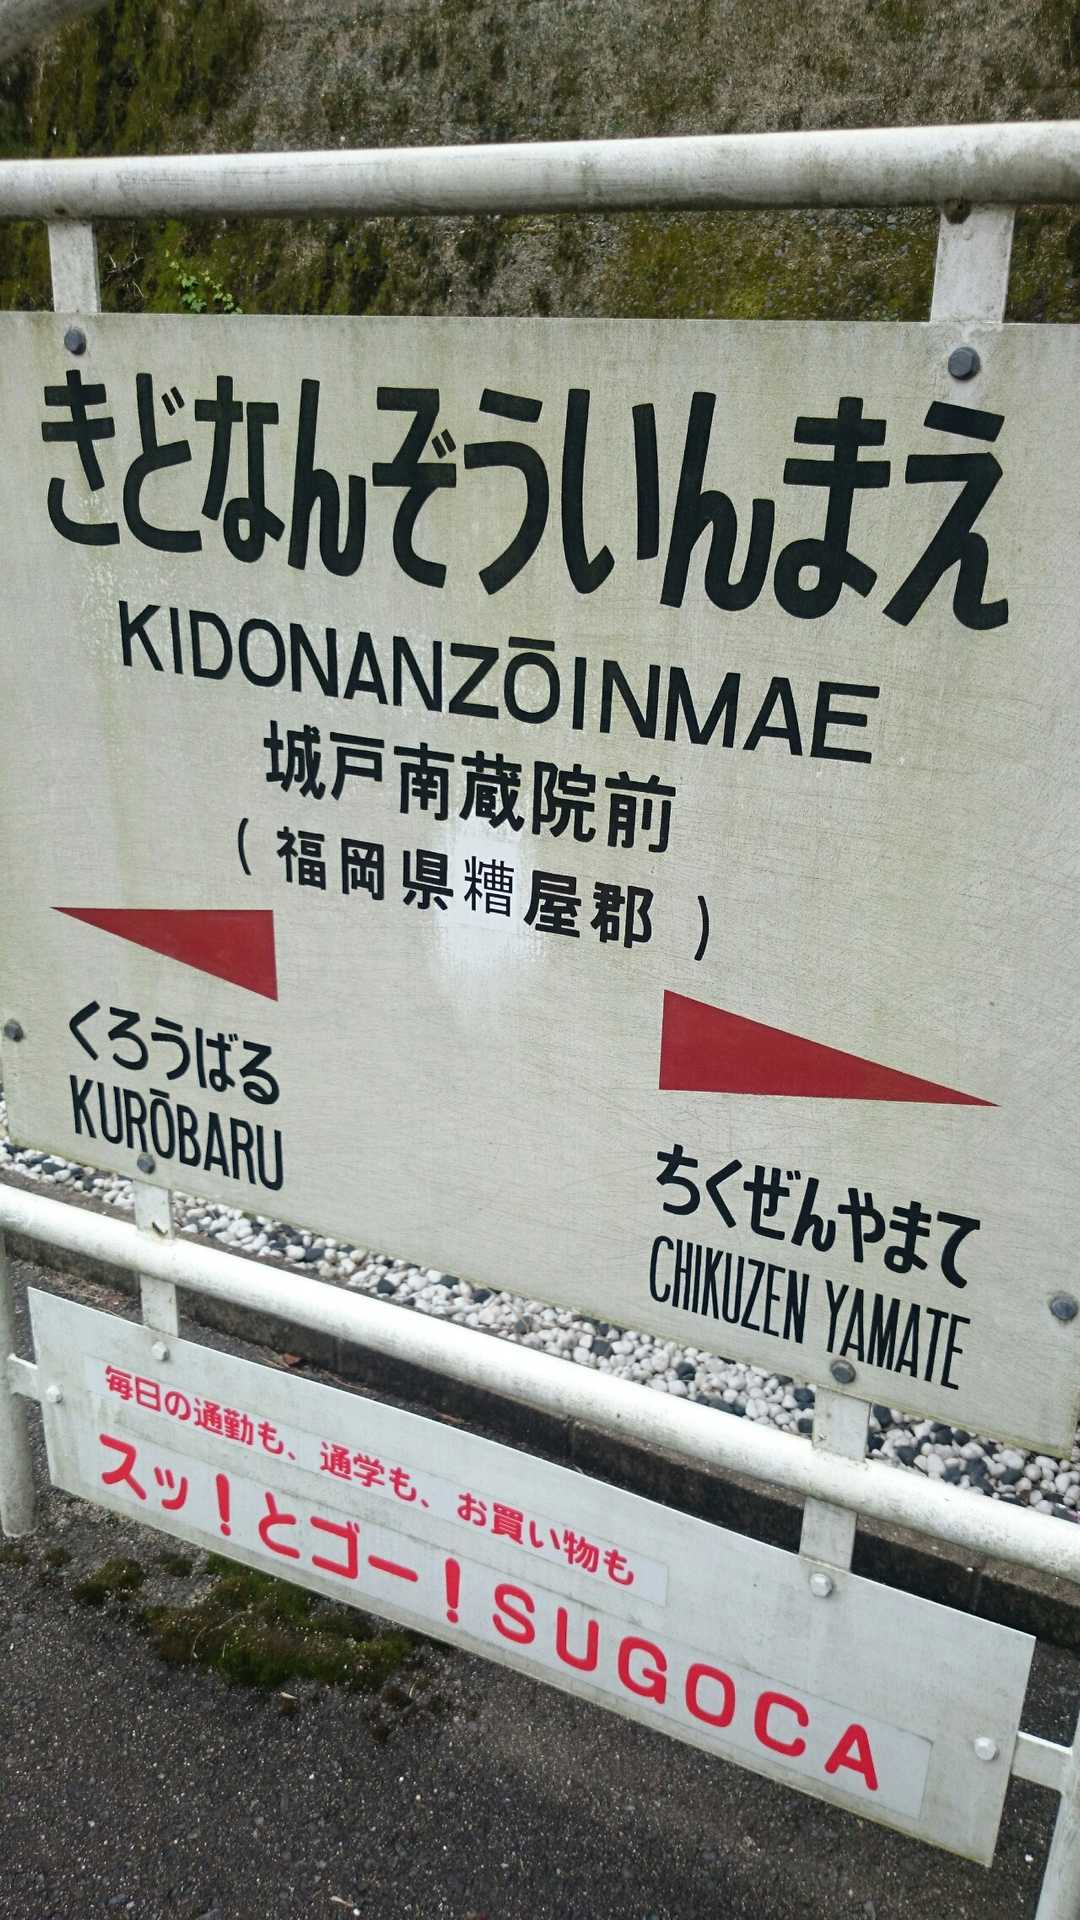 きどなんぞういんまえ
KIDONANZŌINMAE
城戸南蔵院前
(福岡県糟屋郡)
くろうばる
KURŌBARU
ちくぜんやまて
CHIKUZEN YAMATE
毎日の通勤も、通学も、お買い物も
スッ!とゴー!SUGOCA